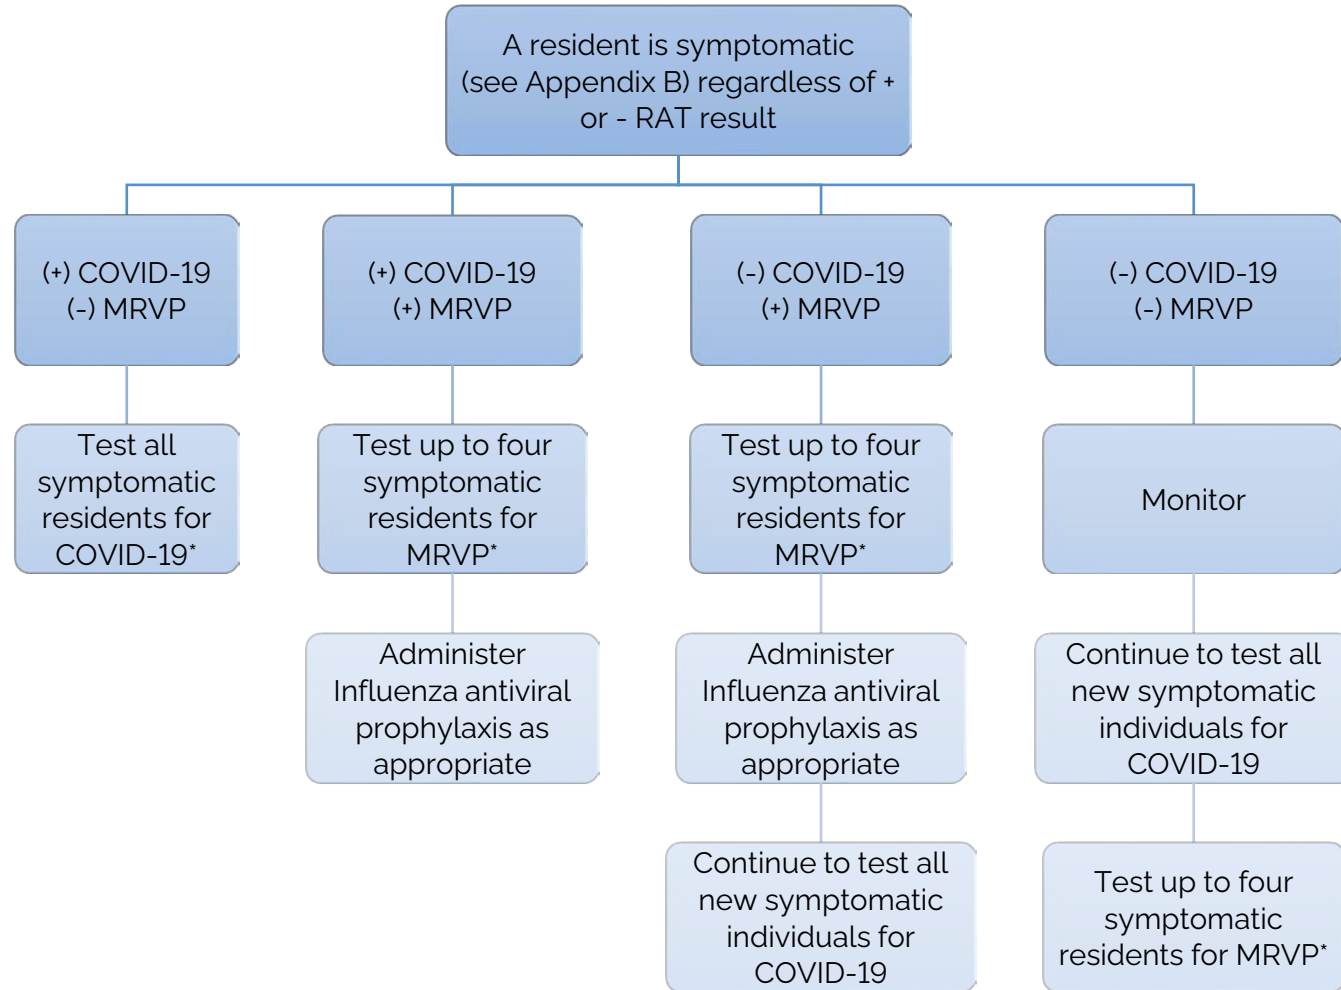 A resident is symptomatic
(see Appendix B) regardless of +
or - RAT result
(+) COVID-19
(-) MRVP
(+) COVID-19
(+) MRVP
(-) COVID-19
(+) MRVP
(-) COVID-19
(-) MRVP
Test all
symptomatic
residents for
COVID-19*
Test up to four
symptomatic
residents for
MRVP*
Test up to four
symptomatic
residents for
MRVP*
Monitor
Administer
Influenza antiviral
prophylaxis as
appropriate
Administer
Influenza antiviral
prophylaxis as
appropriate
Continue to test all
new symptomatic
individuals for
COVID-19
Continue to test all
new symptomatic
individuals for
COVID-19
Test up to four
symptomatic
residents for MRVP*